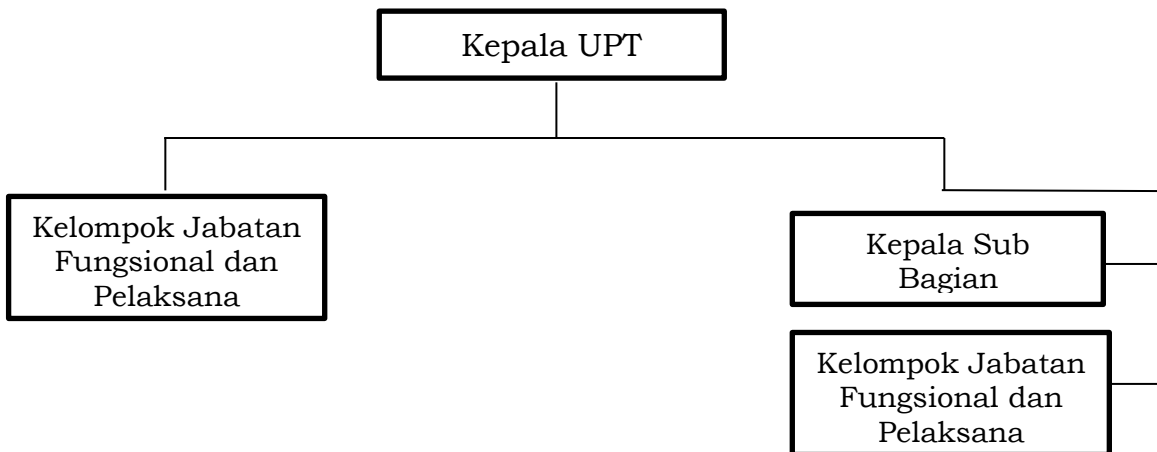 Kepala UPT
Kelompok Jabatan
Fungsional dan
Pelaksana
Kepala Sub
Bagian
Kelompok Jabatan
Fungsional dan
Pelaksana